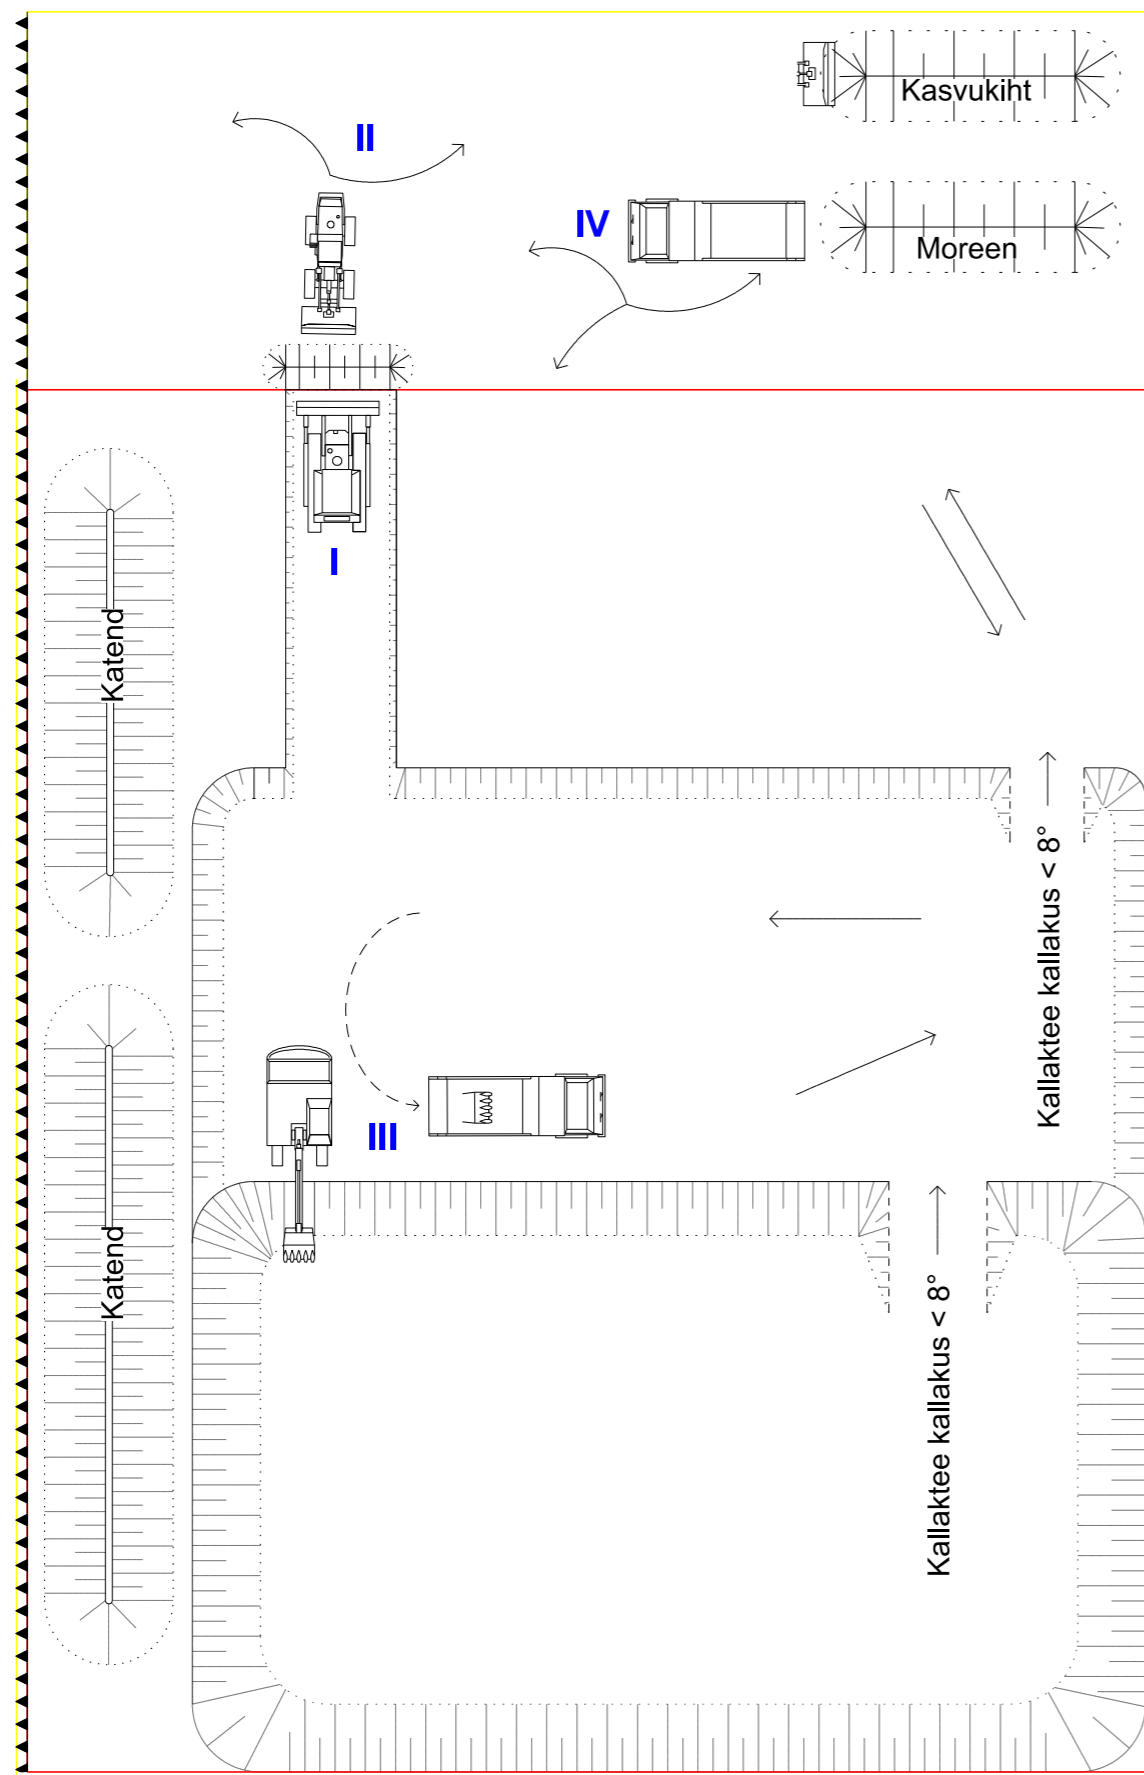 Kasvukiht
II
IV
Moreen
I
Katend
Kallaktee kallakus < 8°
III
Katend
Kallaktee kallakus < 8°